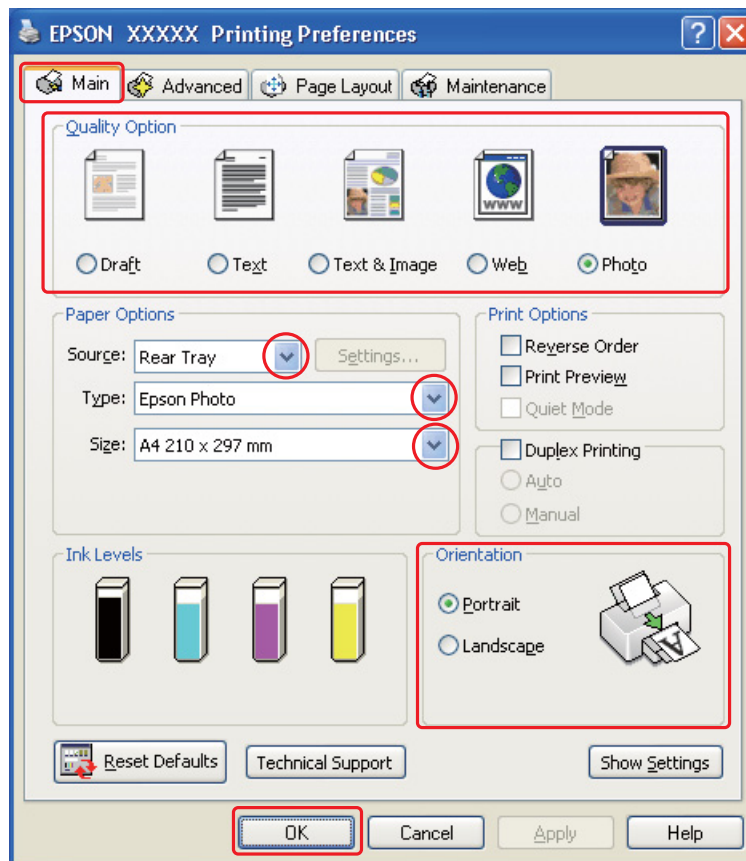 EPSON XXXXX Printing Preferences
Main
Advanced
Page Layout
Maintenance
Quality Option
WWW
Draft
Text
Text & Image
Web
Photo
Paper Options
Source: Rear Tray
Settings...
Type: Epson Photo
Size: A4 210 x 297 mm
Print Options
Reverse Order
Print Preview
Quiet Mode
Duplex Printing
Auto
Manual
Ink Levels
Orientation
Portrait
Landscape
A
Reset Defaults
Technical Support
Show Settings
OK
Cancel
Apply
Help